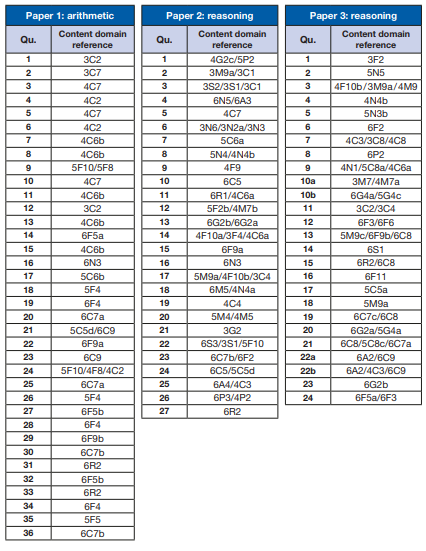 Paper 1: arithmetic
Qu. Content domain reference
1 3C2
2 3C7
3 4C7
4 4C2
5 4C7
6 4C2
7 4C6b
8 4C6b
9 5F10/5F8
10 4C7
11 4C6b
12 3C2
13 4C6b
14 6F5a
15 4C6b
16 6N3
17 5C6b
18 5F4
19 6F4
20 6C7a
21 5C5d/6C9
22 6F9a
23 6C9
24 5F10/4F8/4C2
25 6C7a
26 5F4
27 6F5b
28 6F4
29 6F9b
30 6C7b
31 6R2
32 6F5b
33 6R2
34 6F4
35 5F5
36 6C7b
Paper 2: reasoning
Qu. Content domain reference
1 4G2c/5P2
2 3M9a/3C1
3 3S2/3S1/3C1
4 6N5/6A3
5 4C7
6 3N6/3N2a/3N3
7 5C6a
8 5N4/4N4b
9 4F9
10 6C5
11 6R1/4C6a
12 5F2b/4M7b
13 6G2b/6G2a
14 4F10a/3F4/4C6a
15 6F9a
16 6N3
17 5M9a/4F10b/3C4
18 6M5/4N4a
19 4C4
20 5M4/4M5
21 3G2
22 6S3/3S1/5F10
23 6C7b/6F2
24 6C5/5C5d
25 6A4/4C3
26 6P3/4P2
27 6R2
Paper 3: reasoning
Qu. Content domain reference
1 3F2
2 5N5
3 4F10b/3M9a/4M9
4 4N4b
5 5N3b
6 6F2
7 4C3/3C8/4C8
8 6P2
9 4N1/5C8a/4C6a
10a 3M7/4M7a
10b 6G4a/5G4c
11 3C2/3C4
12 6F3/6F6
13 5M9c/6F9b/6C8
14 6S1
15 6R2/6C8
16 6F11
17 5C5a
18 5M9a
19 6C7c/6C8
20 6G2a/5G4a
21 6C8/5C8c/6C7a
22a 6A2/6C9
22b 6A2/4C3/6C9
23 6G2b
24 6F5a/6F3